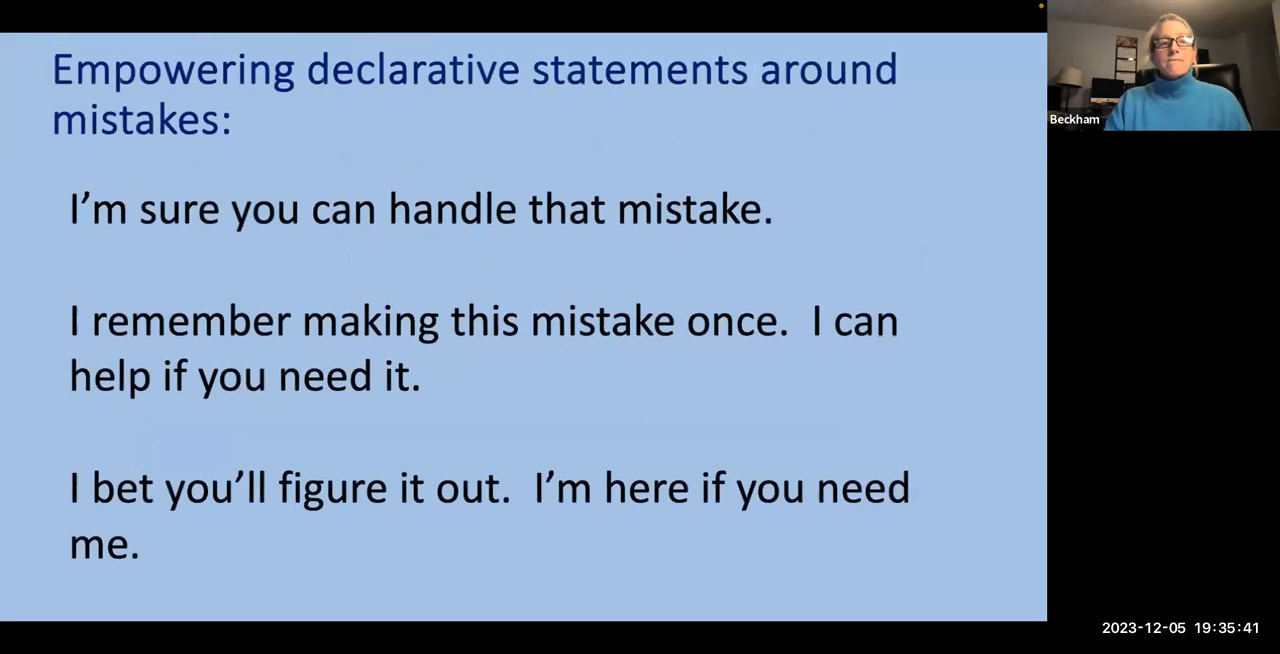 Empowering declarative statements around
mistakes:
I’m sure you can handle that mistake.
I remember making this mistake once.  I can
help if you need it.
I bet you’ll figure it out.  I’m here if you need
me.
Beckham
2023-12-05  19:35:41